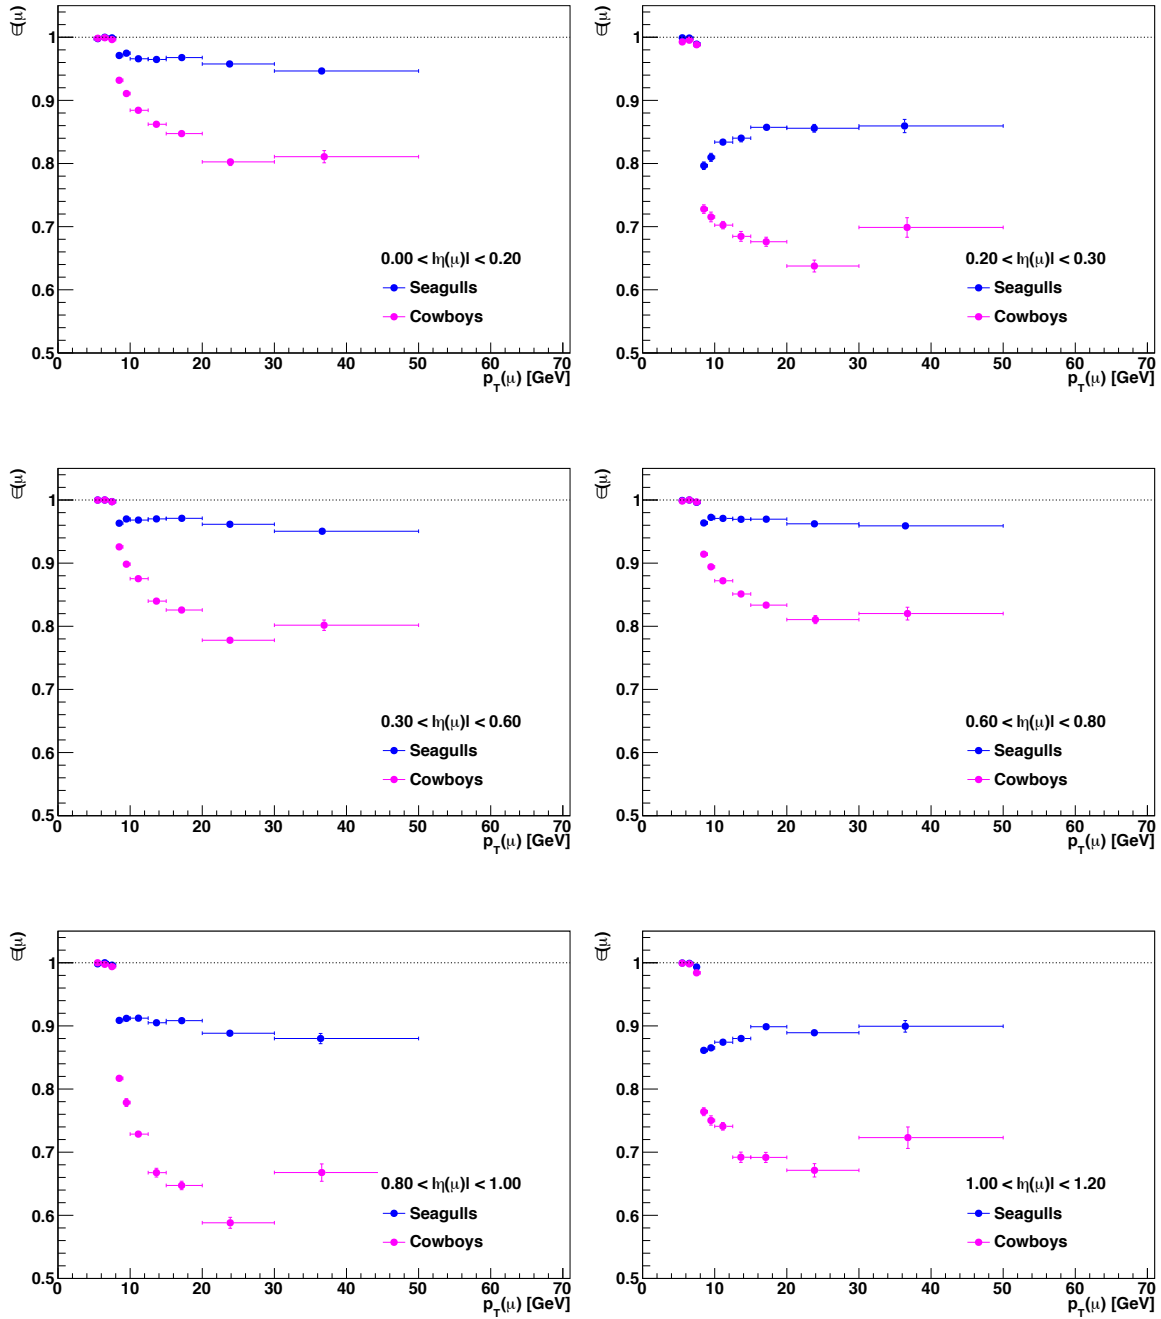 ∈(μ)
1
0.9
0.8
0.7
0.6
0.5
0 10 20 30 40 50 60 70
p_T(μ) [GeV]
0.00 < |η(μ)| < 0.20
Seagulls
Cowboys
∈(μ)
1
0.9
0.8
0.7
0.6
0.5
0 10 20 30 40 50 60 70
p_T(μ) [GeV]
0.20 < |η(μ)| < 0.30
Seagulls
Cowboys
∈(μ)
1
0.9
0.8
0.7
0.6
0.5
0 10 20 30 40 50 60 70
p_T(μ) [GeV]
0.30 < |η(μ)| < 0.60
Seagulls
Cowboys
∈(μ)
1
0.9
0.8
0.7
0.6
0.5
0 10 20 30 40 50 60 70
p_T(μ) [GeV]
0.60 < |η(μ)| < 0.80
Seagulls
Cowboys
∈(μ)
1
0.9
0.8
0.7
0.6
0.5
0 10 20 30 40 50 60 70
p_T(μ) [GeV]
0.80 < |η(μ)| < 1.00
Seagulls
Cowboys
∈(μ)
1
0.9
0.8
0.7
0.6
0.5
0 10 20 30 40 50 60 70
p_T(μ) [GeV]
1.00 < |η(μ)| < 1.20
Seagulls
Cowboys